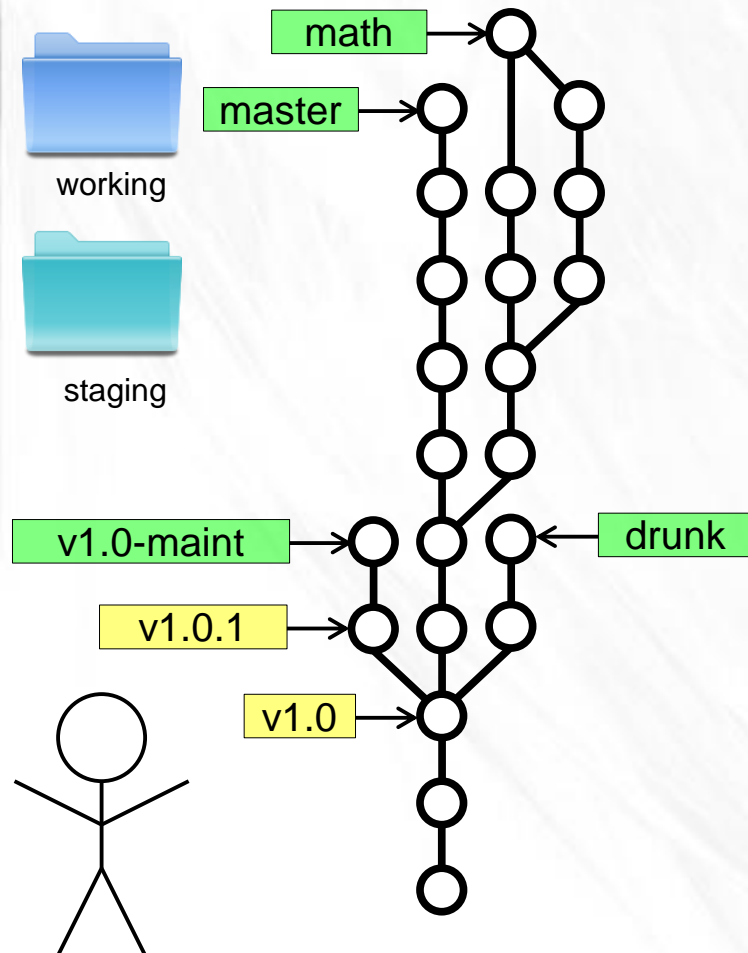 math
master
working
staging
v1.0-maint
drunk
v1.0.1
v1.0